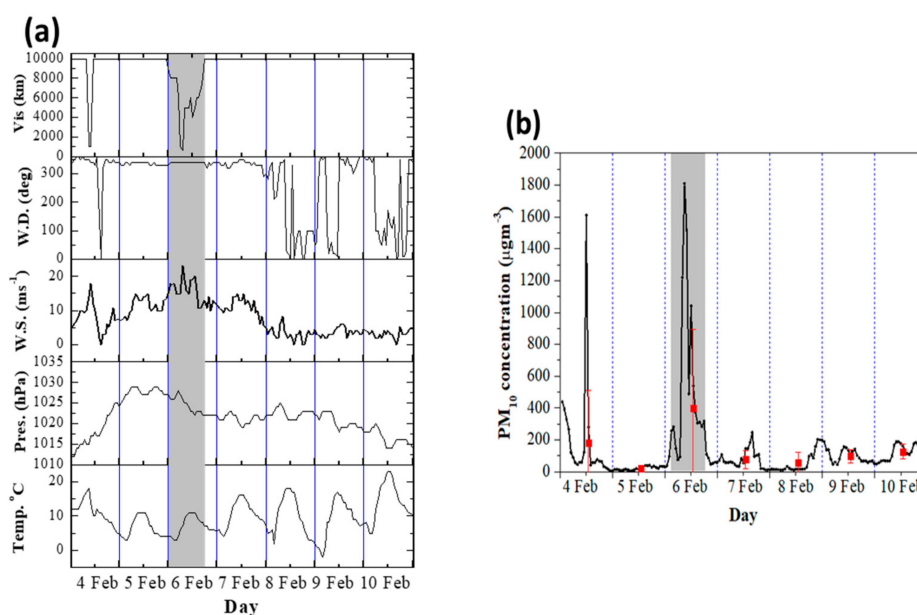 (a)
Vis (km)
10000
8000
6000
4000
2000
0
W.D. (deg)
300
200
100
0
W.S. (ms⁻¹)
20
10
0
Pres. (hPa)
1035
1030
1025
1020
1015
1010
Temp. °C
20
10
0
4 Feb 5 Feb 6 Feb 7 Feb 8 Feb 9 Feb 10 Feb
Day
(b)
PM₁₀ concentration (μgm⁻³)
2000
1800
1600
1400
1200
1000
800
600
400
200
0
4 Feb 5 Feb 6 Feb 7 Feb 8 Feb 9 Feb 10 Feb
Day